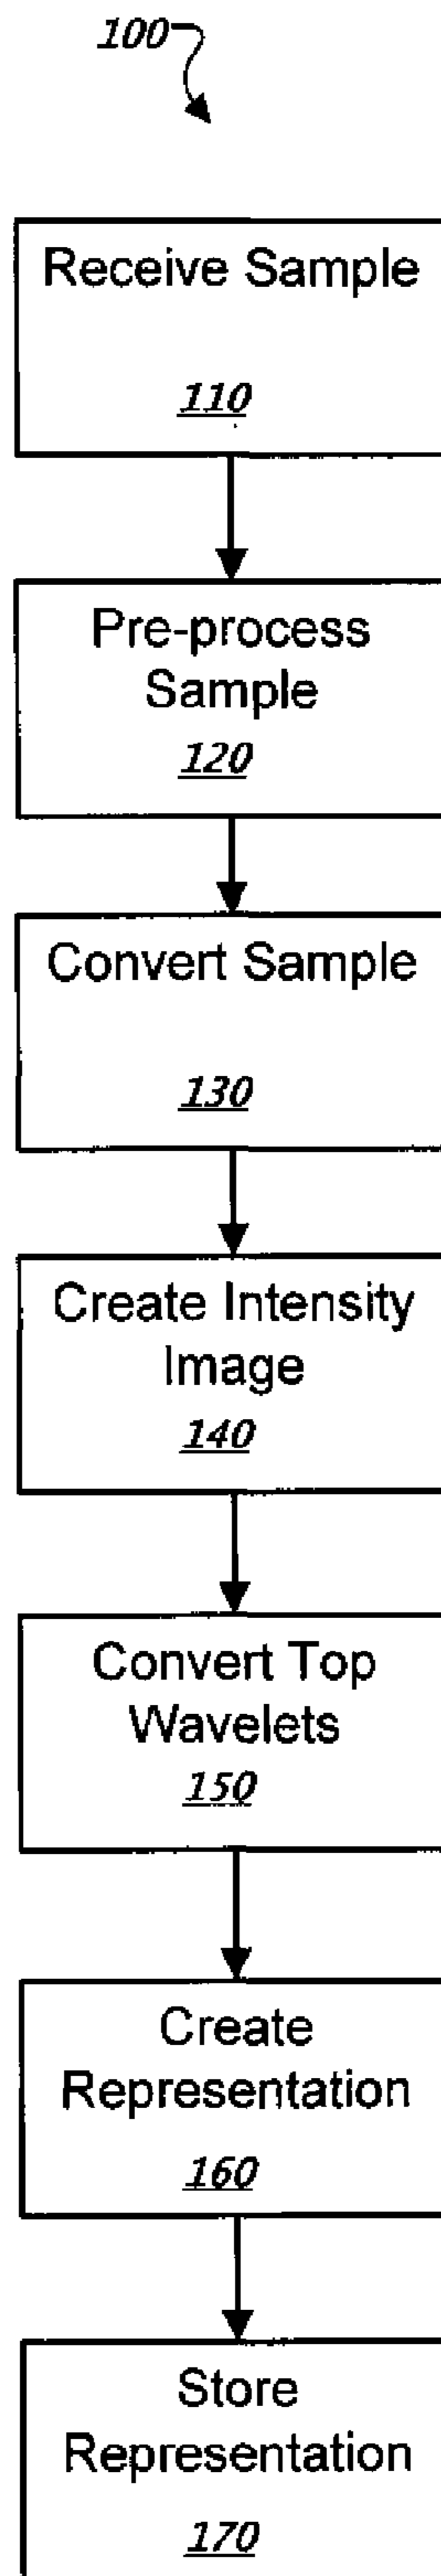 100
Receive Sample
110
Pre-process
Sample
120
Convert Sample
130
Create Intensity
Image
140
Convert Top
Wavelets
150
Create
Representation
160
Store
Representation
170